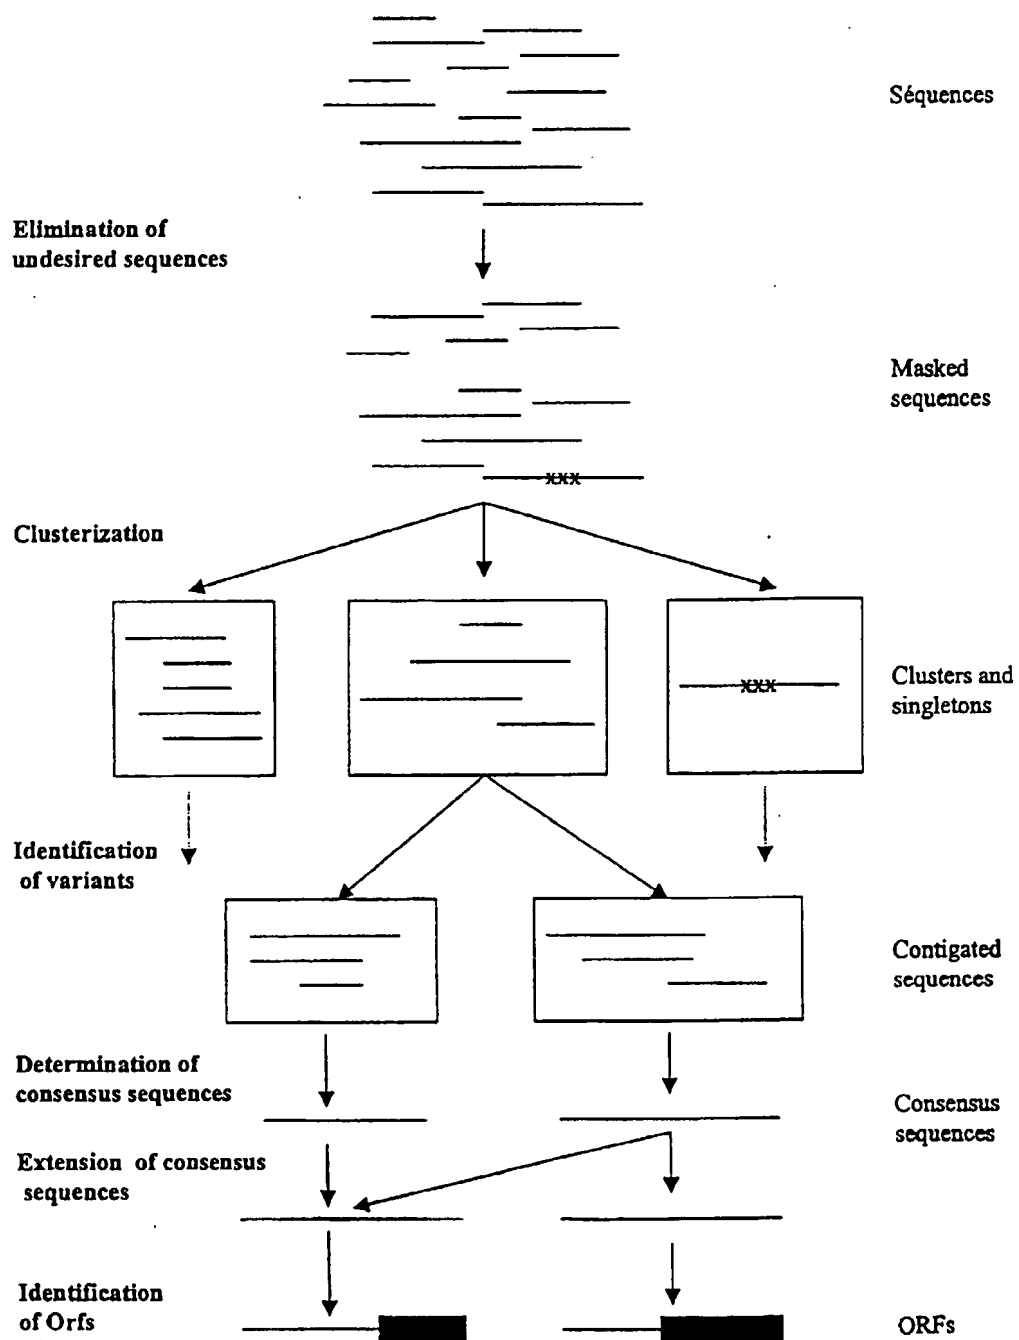 Séquences
Elimination of
undesired sequences
Masked
sequences
xxx
Clusterization
Clusters and
singletons
xxx
Identification
of variants
Contigated
sequences
Determination of
consensus sequences
Consensus
sequences
Extension of consensus
sequences
Identification
of Orfs
ORFs